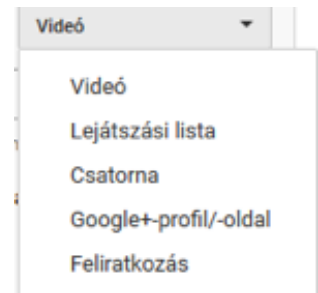 Videó
Videó
Lejátszási lista
Csatorna
Google+-profil/-oldal
Feliratkozás